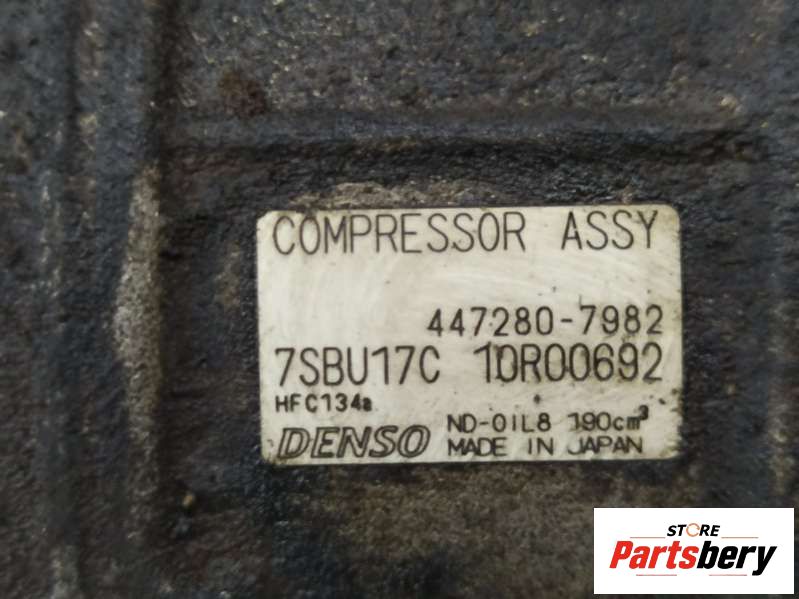 COMPRESSOR ASSY
447280-7982
7SBU17C 10R00692
HFC134a
ND-OIL8 190cm³
DENSO MADE IN JAPAN
STORE
Partsbery